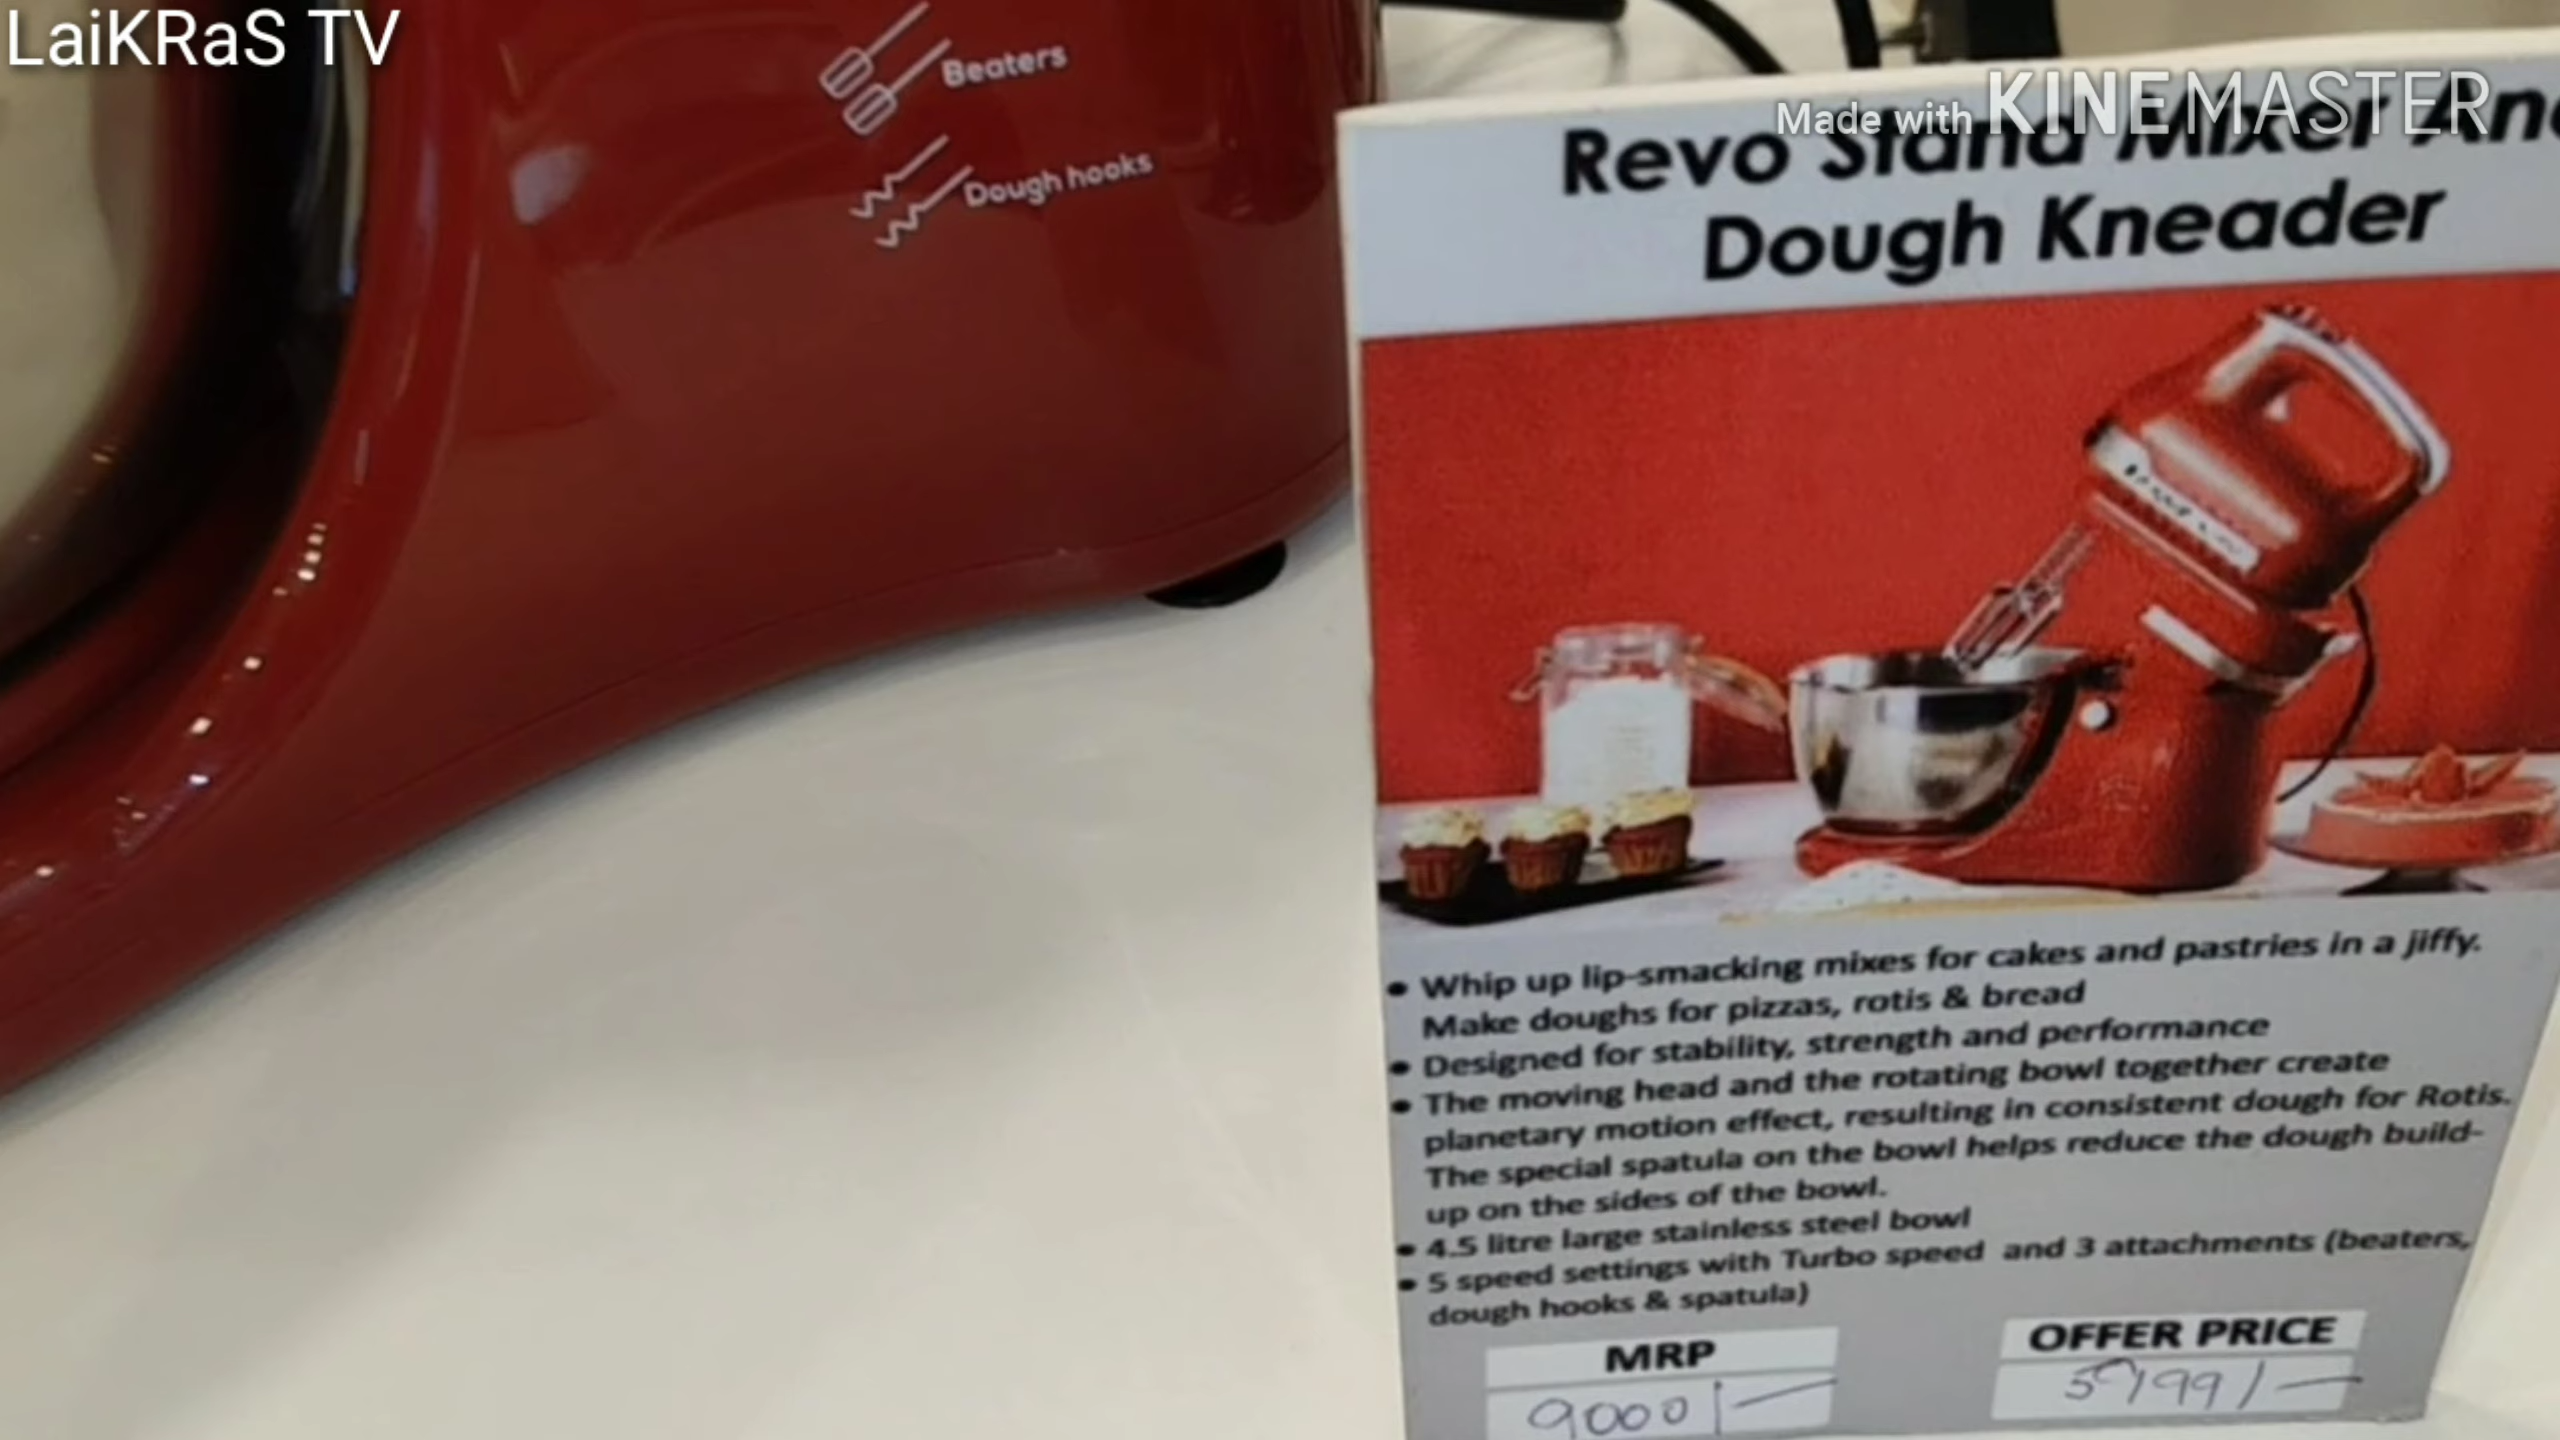 LaiKRaS TV
Made with KINEMASTER
Beaters
Dough hooks
Revo Stand Mixer And
Dough Kneader
• Whip up lip-smacking mixes for cakes and pastries in a jiffy.
Make doughs for pizzas, rotis & bread
• Designed for stability, strength and performance
• The moving head and the rotating bowl together create
planetary motion effect, resulting in consistent dough for Rotis.
The special spatula on the bowl helps reduce the dough build-
up on the sides of the bowl.
• 4.5 litre large stainless steel bowl
• 5 speed settings with Turbo speed and 3 attachments (beaters,
dough hooks & spatula)
MRP
9000/-
OFFER PRICE